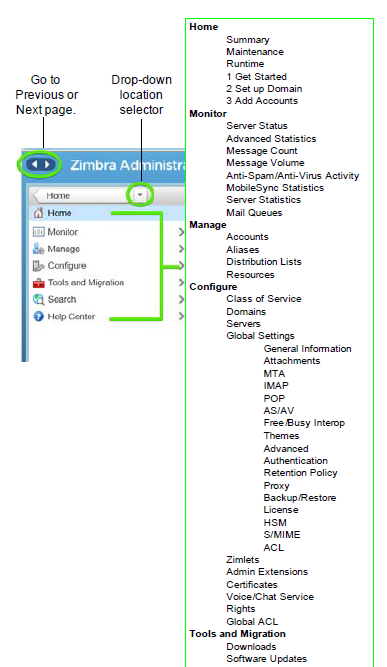 Go to
Previous or
Next page.
Drop-down
location
selector
Zimbra Administra
Home
Home
Monitor
Manage
Configure
Tools and Migration
Search
Help Center
Home
Summary
Maintenance
Runtime
1 Get Started
2 Set up Domain
3 Add Accounts
Monitor
Server Status
Advanced Statistics
Message Count
Message Volume
Anti-Spam/Anti-Virus Activity
MobileSync Statistics
Server Statistics
Mail Queues
Manage
Accounts
Aliases
Distribution Lists
Resources
Configure
Class of Service
Domains
Servers
Global Settings
General Information
Attachments
MTA
IMAP
POP
AS/AV
Free/Busy Interop
Themes
Advanced
Authentication
Retention Policy
Proxy
Backup/Restore
License
HSM
S/MIME
ACL
Zimlets
Admin Extensions
Certificates
Voice/Chat Service
Rights
Global ACL
Tools and Migration
Downloads
Software Updates